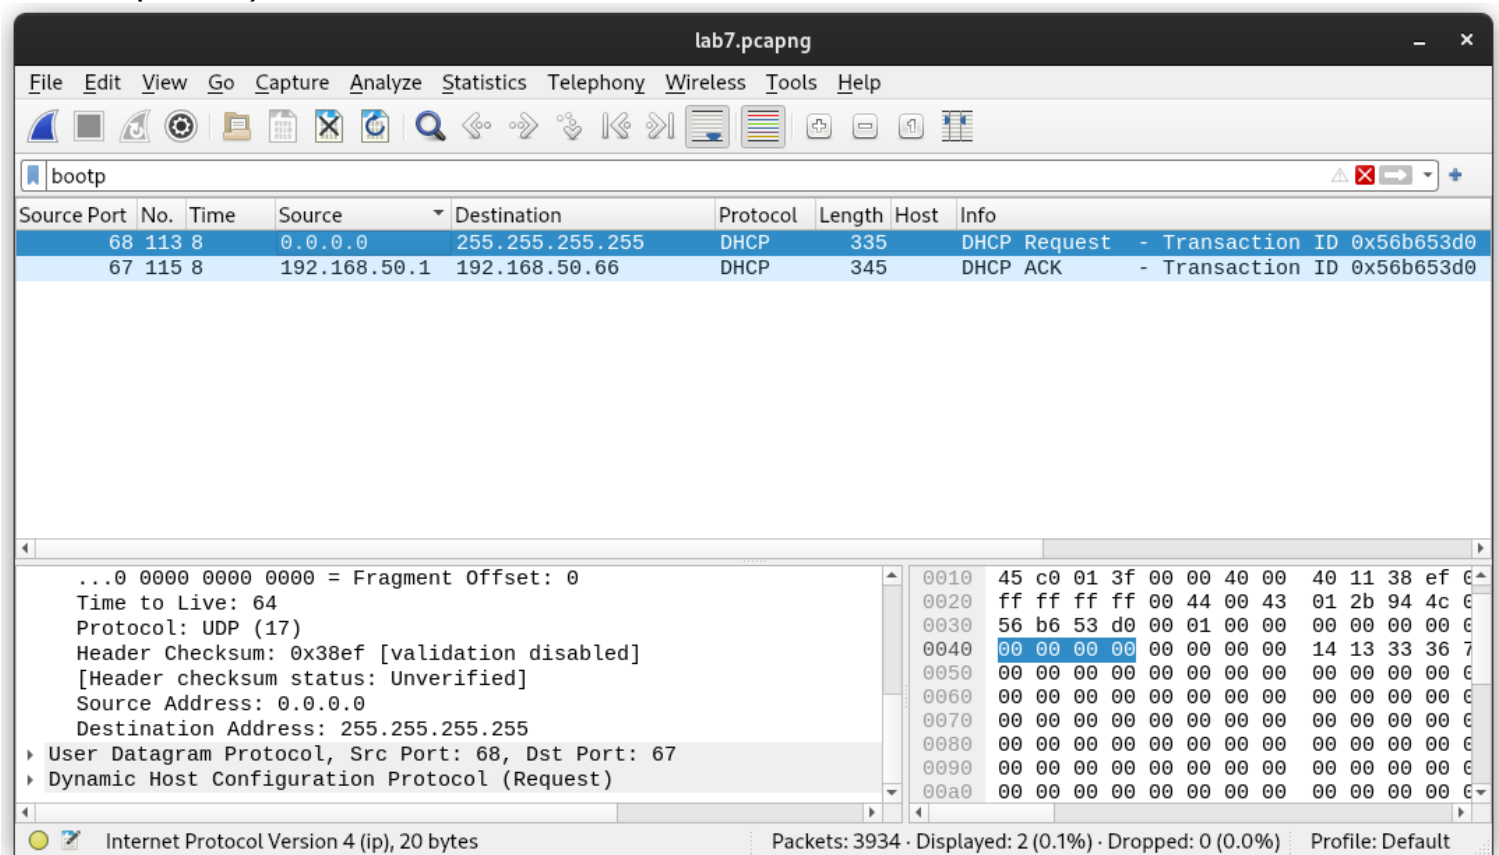 lab7.pcapng
File Edit View Go Capture Analyze Statistics Telephony Wireless Tools Help
bootp
Source Port No. Time Source Destination Protocol Length Host Info
68 113 8 0.0.0.0 255.255.255.255 DHCP 335 DHCP Request - Transaction ID 0x56b653d0
67 115 8 192.168.50.1 192.168.50.66 DHCP 345 DHCP ACK - Transaction ID 0x56b653d0
...0 0000 0000 0000 = Fragment Offset: 0
Time to Live: 64
Protocol: UDP (17)
Header Checksum: 0x38ef [validation disabled]
[Header checksum status: Unverified]
Source Address: 0.0.0.0
Destination Address: 255.255.255.255
User Datagram Protocol, Src Port: 68, Dst Port: 67
Dynamic Host Configuration Protocol (Request)
0010 45 c0 01 3f 00 00 40 00 40 11 38 ef
0020 ff ff ff ff 00 44 00 43 01 2b 94 4c
0030 56 b6 53 d0 00 01 00 00 00 00 00 00
0040 00 00 00 00 00 00 00 00 14 13 33 36
0050 00 00 00 00 00 00 00 00 00 00 00 00
0060 00 00 00 00 00 00 00 00 00 00 00 00
0070 00 00 00 00 00 00 00 00 00 00 00 00
0080 00 00 00 00 00 00 00 00 00 00 00 00
0090 00 00 00 00 00 00 00 00 00 00 00 00
00a0 00 00 00 00 00 00 00 00 00 00 00 00
Internet Protocol Version 4 (ip), 20 bytes
Packets: 3934 · Displayed: 2 (0.1%) · Dropped: 0 (0.0%)
Profile: Default